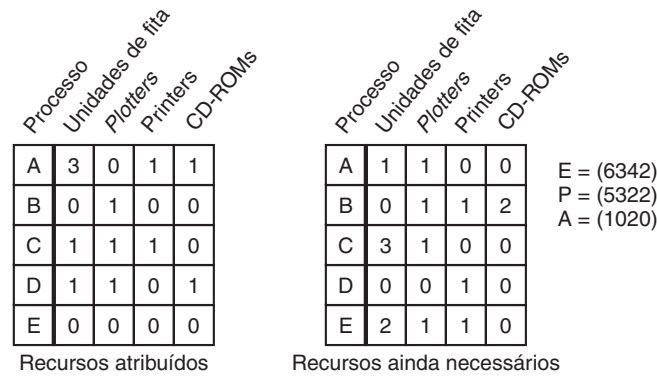 Processo Unidades de fita Plotters Printers CD-ROMs
A 3 0 1 1
B 0 1 0 0
C 1 1 1 0
D 1 1 0 1
E 0 0 0 0
Recursos atribuídos
Processo Unidades de fita Plotters Printers CD-ROMs
A 1 1 0 0
B 0 1 1 2
C 3 1 0 0
D 0 0 1 0
E 2 1 1 0
Recursos ainda necessários
E = (6342)
P = (5322)
A = (1020)